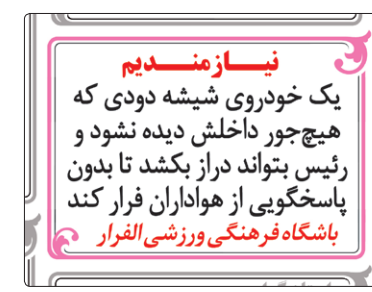 نیـــازمنـــدیم
یک خودروی شیشه دودی که
هیچ‌جور داخلش دیده نشود و
رئیس بتواند دراز بکشد تا بدون
پاسخگویی از هواداران فرار کند
باشگاه فرهنگی ورزشی الفرار